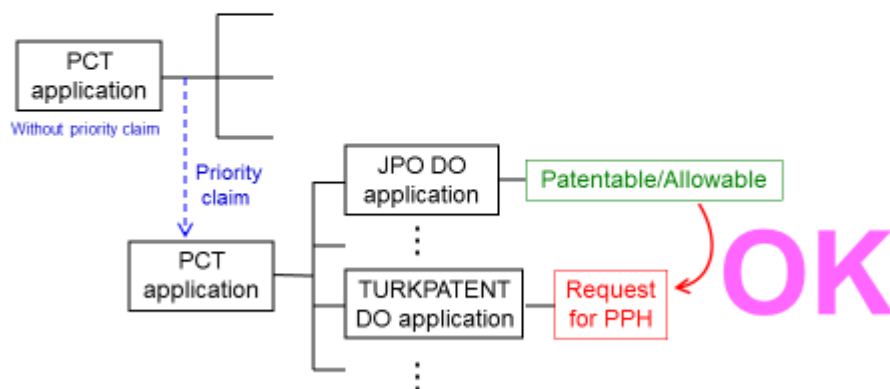 PCT
application
Without priority claim
Priority
claim
JPO DO
application
Patentable/Allowable
PCT
application
TURKPATENT
DO application
Request
for PPH
OK